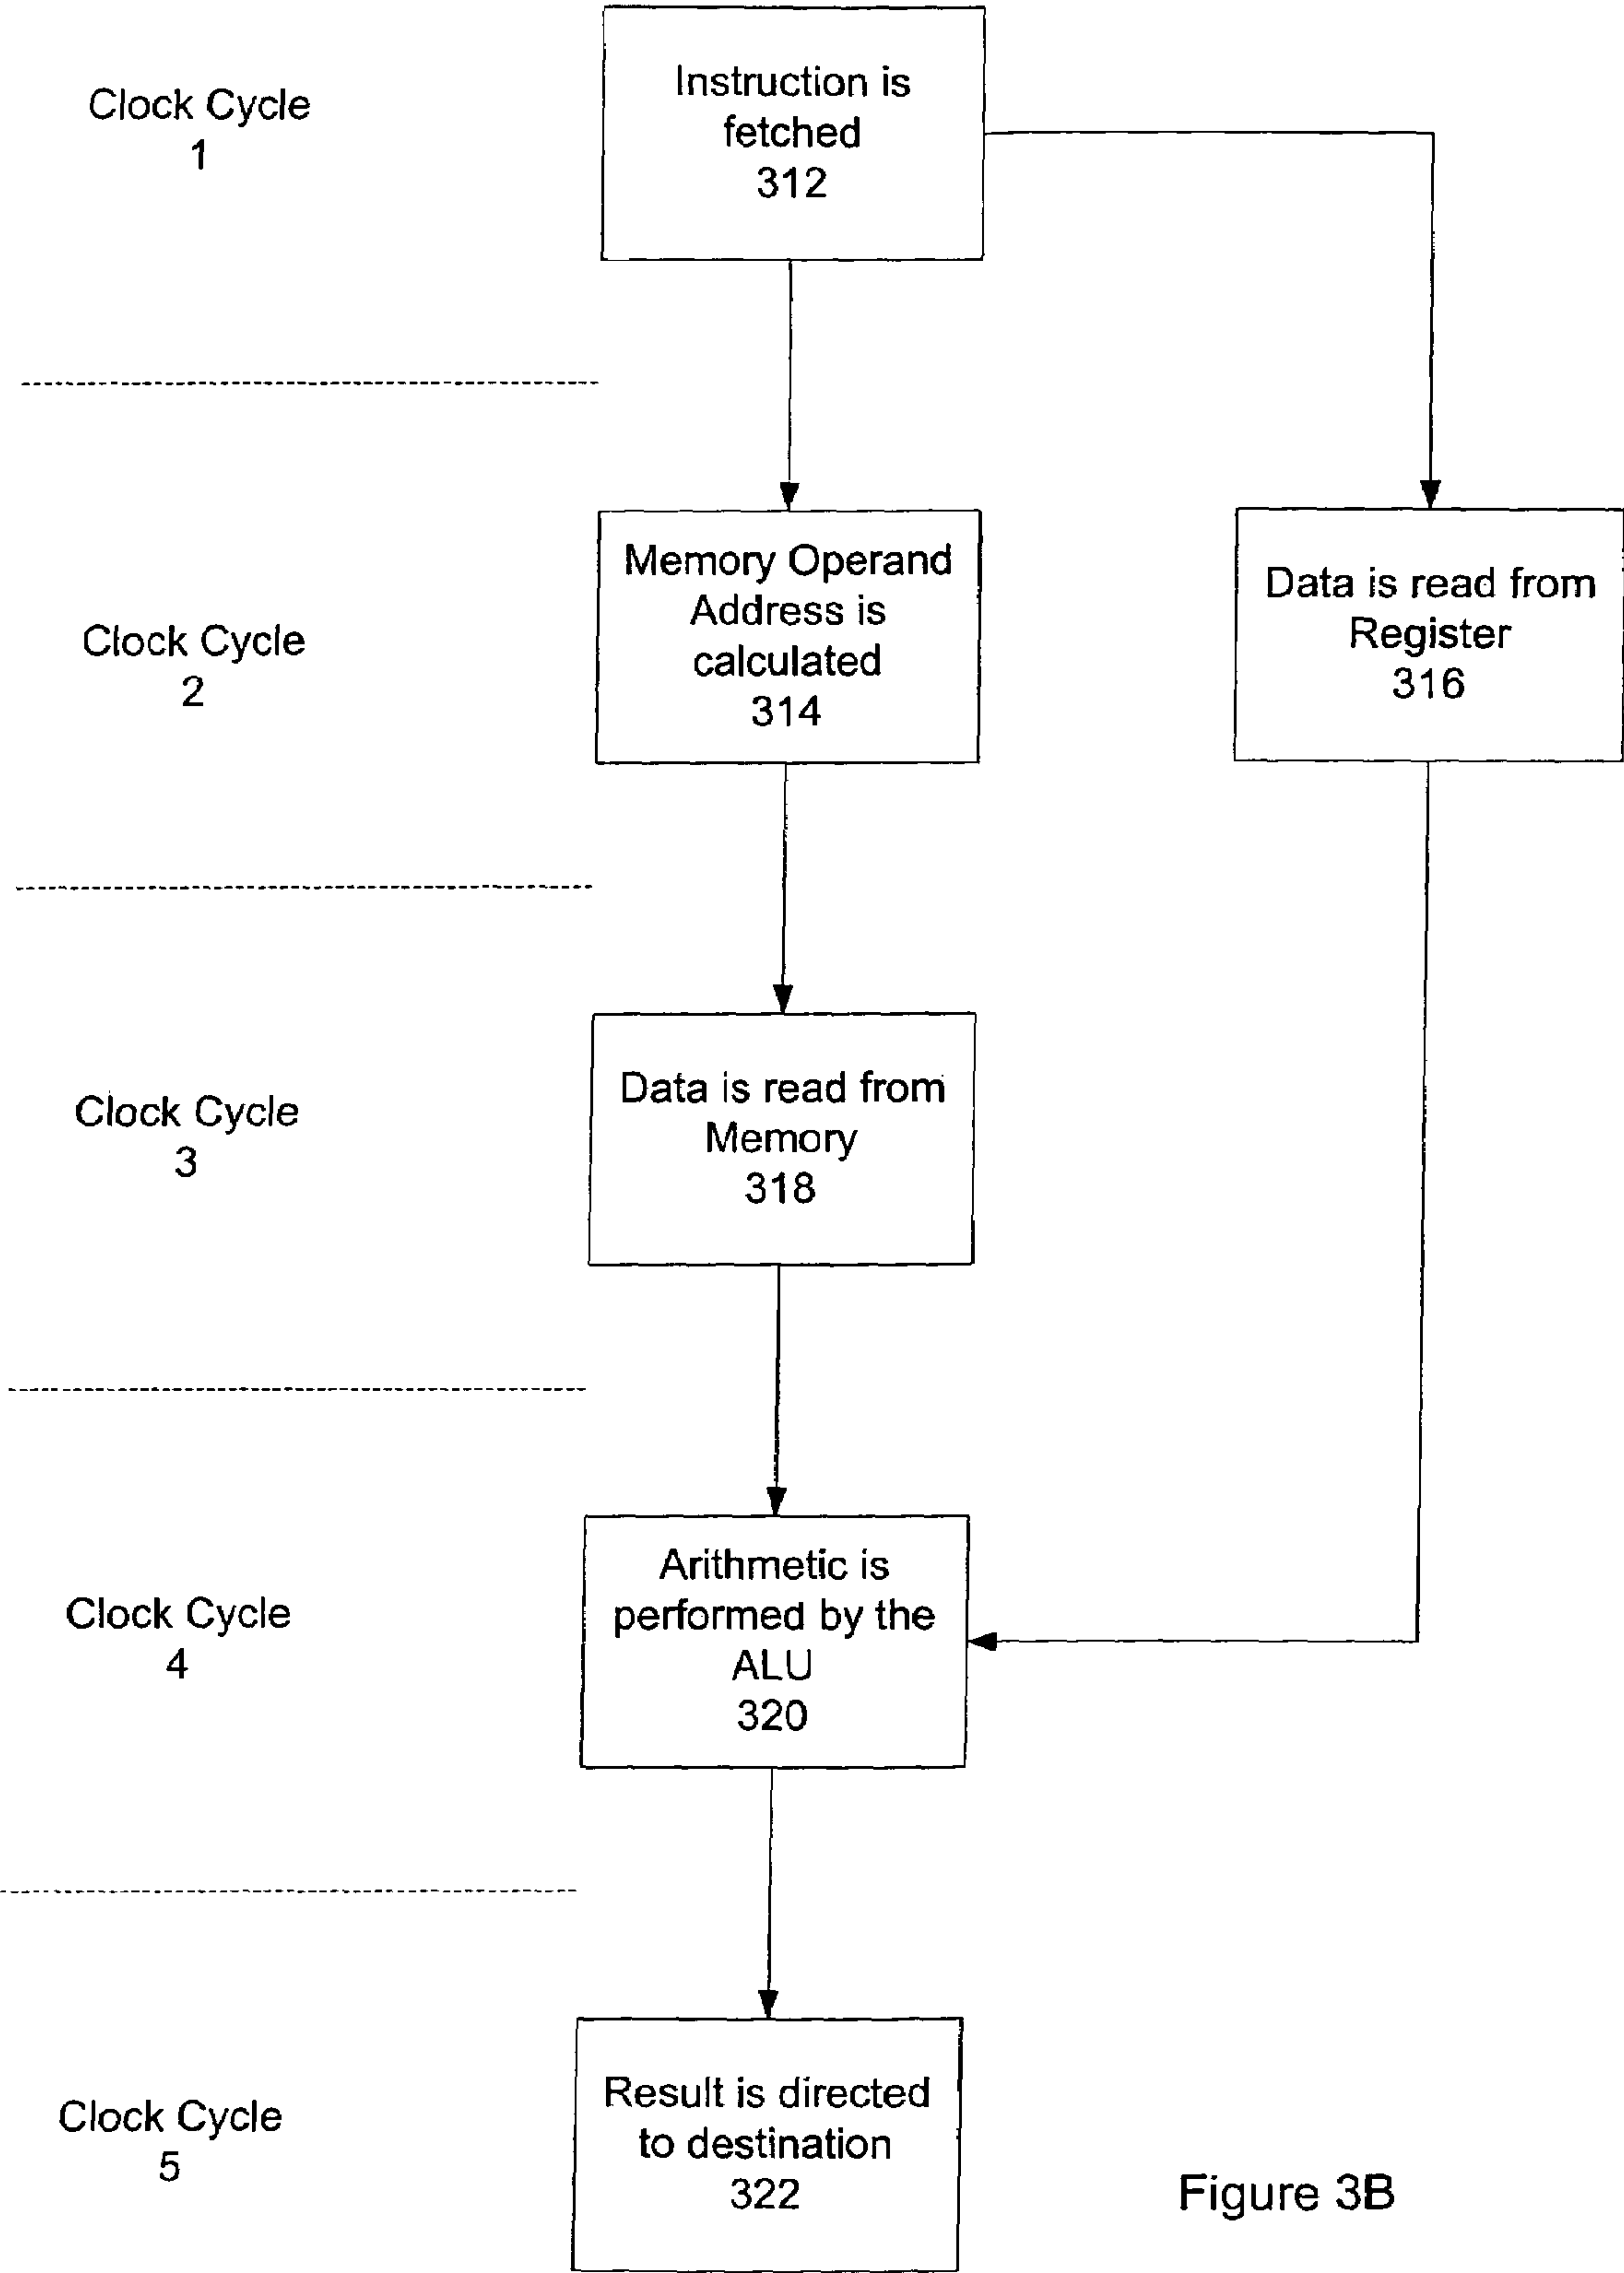 Clock Cycle
1
Instruction is
fetched
312
Clock Cycle
2
Memory Operand
Address is
calculated
314
Data is read from
Register
316
Clock Cycle
3
Data is read from
Memory
318
Clock Cycle
4
Arithmetic is
performed by the
ALU
320
Clock Cycle
5
Result is directed
to destination
322
Figure 3B